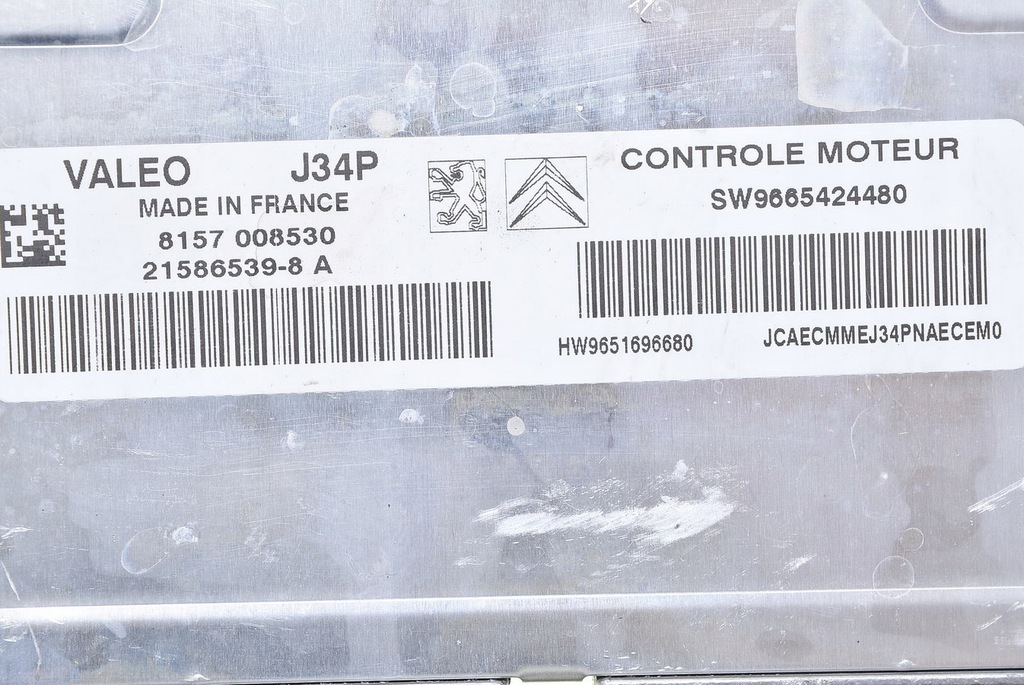 VALEO J34P
MADE IN FRANCE
8157 008530
21586539-8 A
CONTROLE MOTEUR
SW9665424480
HW9651696680 JCAECMMEJ34PNAECEM0